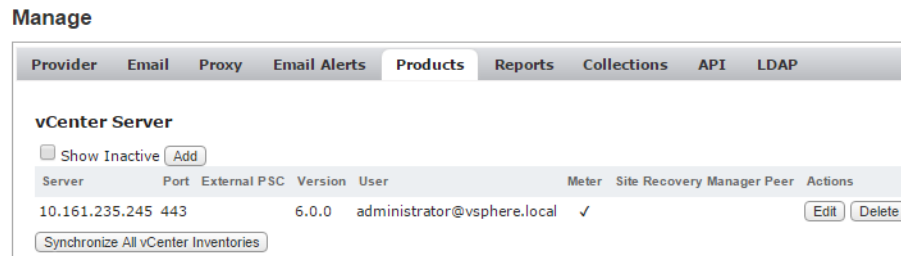 Manage
Provider Email Proxy Email Alerts Products Reports Collections API LDAP
vCenter Server
Show Inactive Add
Server Port External PSC Version User Meter Site Recovery Manager Peer Actions
10.161.235.245 443 6.0.0 administrator@vsphere.local ✓ Edit Delete
Synchronize All vCenter Inventories